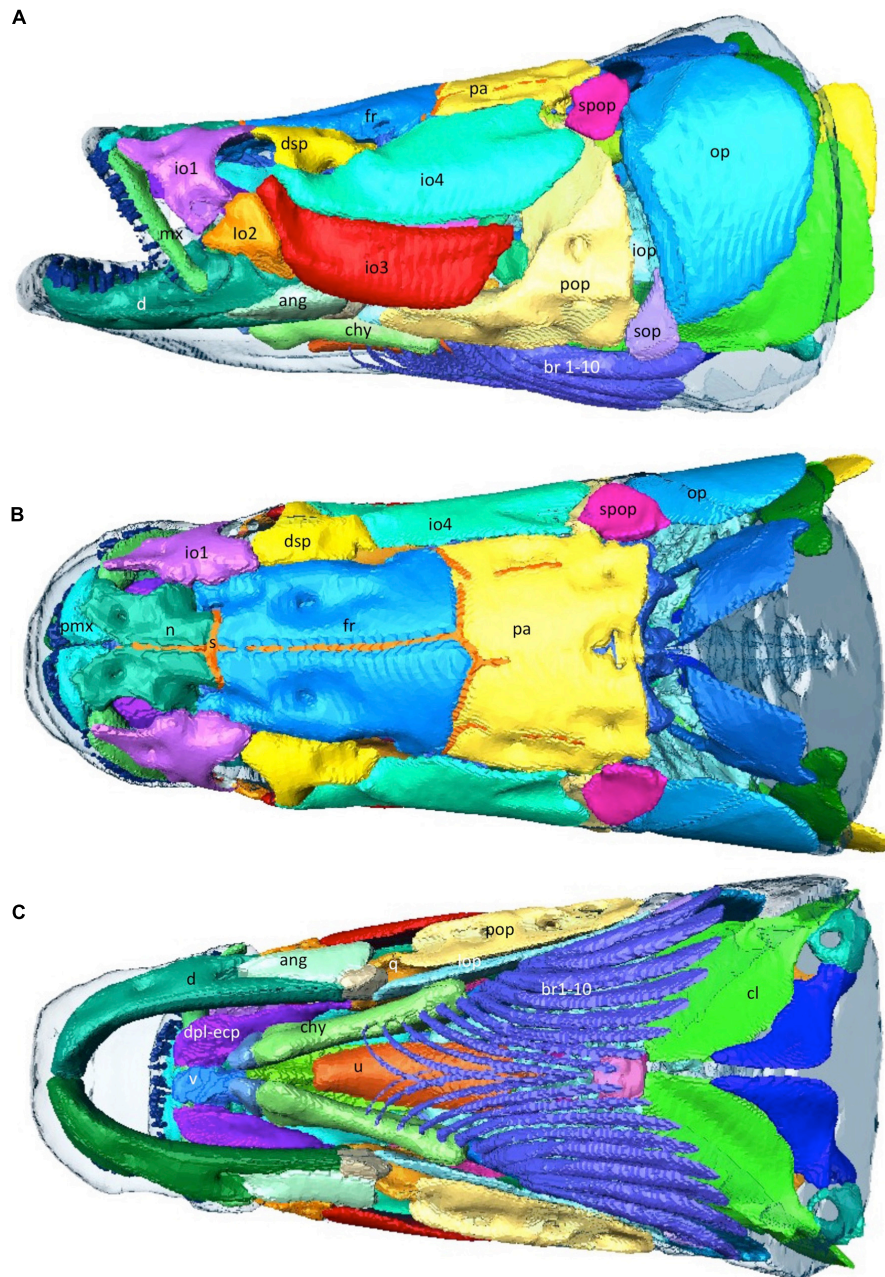 A
pa
spop
fr
dsp
op
io1
io4
mx
Io2
io3
iop
pop
d
ang
chy
sop
br 1-10
B
op
spop
io4
dsp
io1
pmx
n
s
fr
pa
C
pop
ang
q
iop
d
br1-10
cl
dpl-ecp
chy
v
u